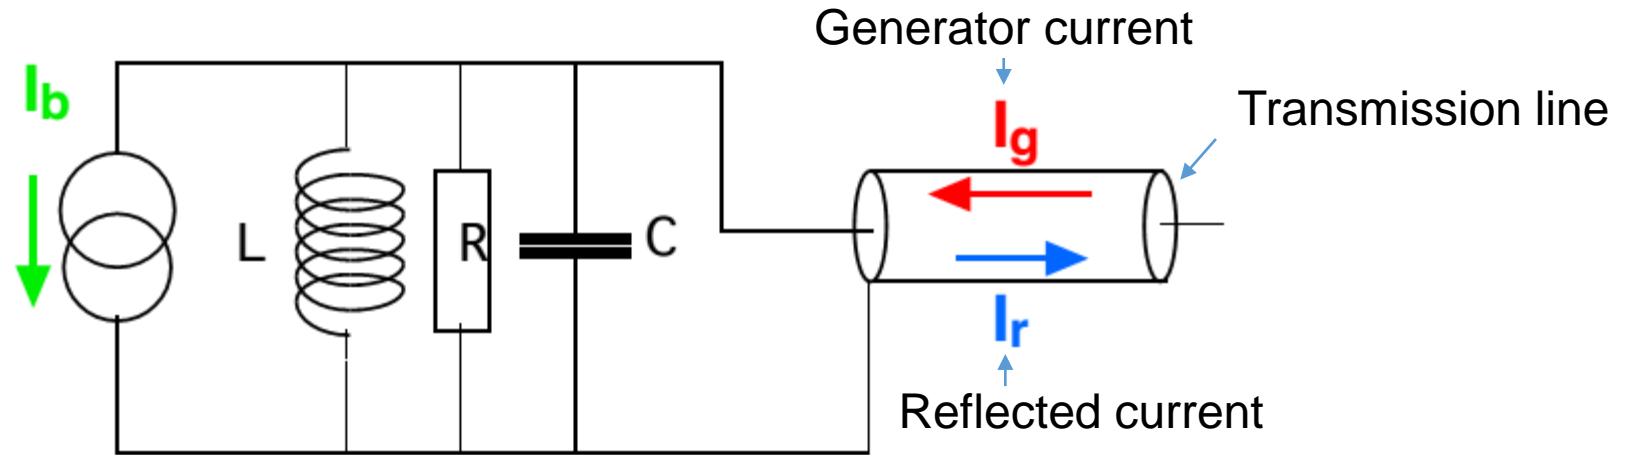 Generator current
Ib
Ig
Transmission line
L
R
C
Ir
Reflected current